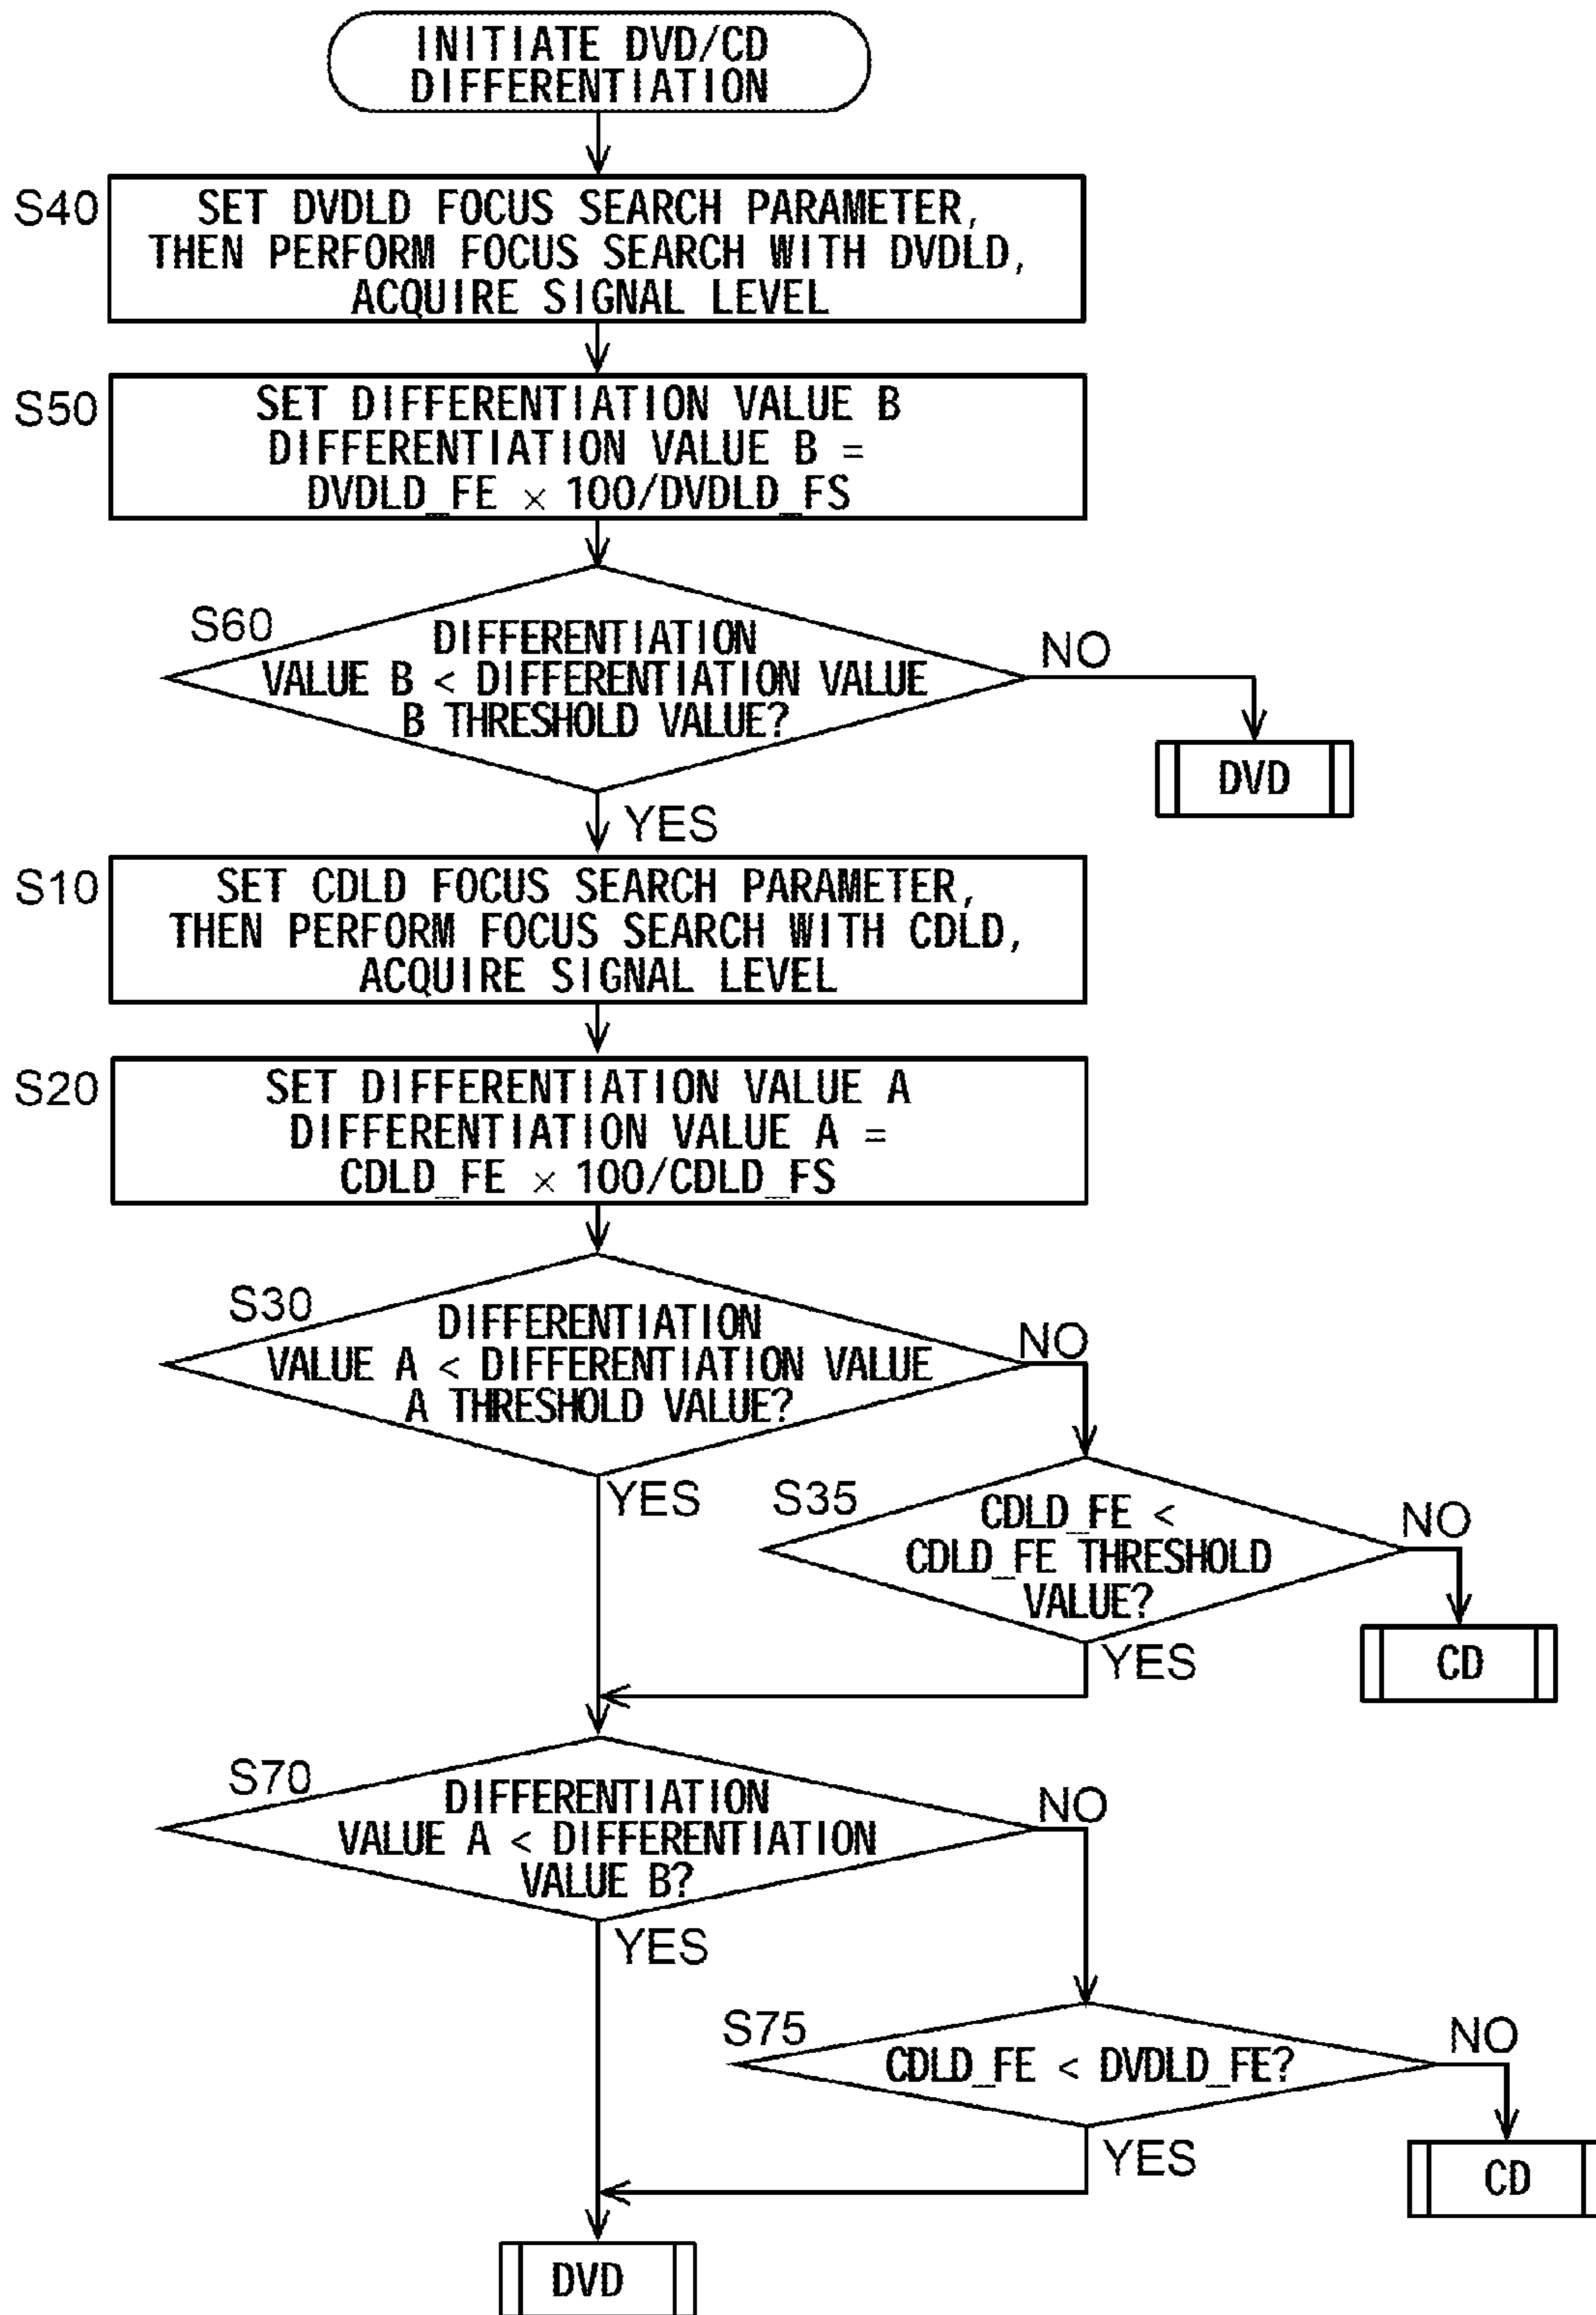 INITIATE DVD/CD
DIFFERENTIATION
S40
SET DVDLD FOCUS SEARCH PARAMETER,
THEN PERFORM FOCUS SEARCH WITH DVDLD,
ACQUIRE SIGNAL LEVEL
S50
SET DIFFERENTIATION VALUE B
DIFFERENTIATION VALUE B =
DVDLD_FE × 100/DVDLD_FS
S60
DIFFERENTIATION
VALUE B < DIFFERENTIATION VALUE
B THRESHOLD VALUE?
NO
DVD
YES
S10
SET CDLD FOCUS SEARCH PARAMETER,
THEN PERFORM FOCUS SEARCH WITH CDLD,
ACQUIRE SIGNAL LEVEL
S20
SET DIFFERENTIATION VALUE A
DIFFERENTIATION VALUE A =
CDLD_FE × 100/CDLD_FS
S30
DIFFERENTIATION
VALUE A < DIFFERENTIATION VALUE
A THRESHOLD VALUE?
NO
YES
S35
CDLD_FE <
CDLD_FE THRESHOLD
VALUE?
NO
CD
YES
S70
DIFFERENTIATION
VALUE A < DIFFERENTIATION
VALUE B?
NO
YES
S75
CDLD_FE < DVDLD_FE?
NO
CD
YES
DVD